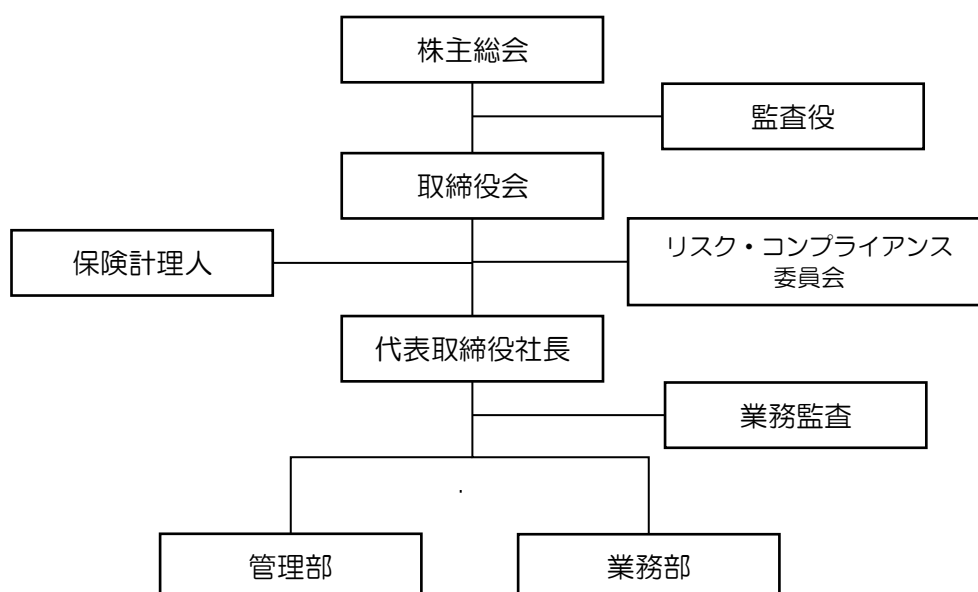 株主総会
監査役
取締役会
保険計理人
リスク・コンプライアンス
委員会
代表取締役社長
業務監査
管理部
業務部